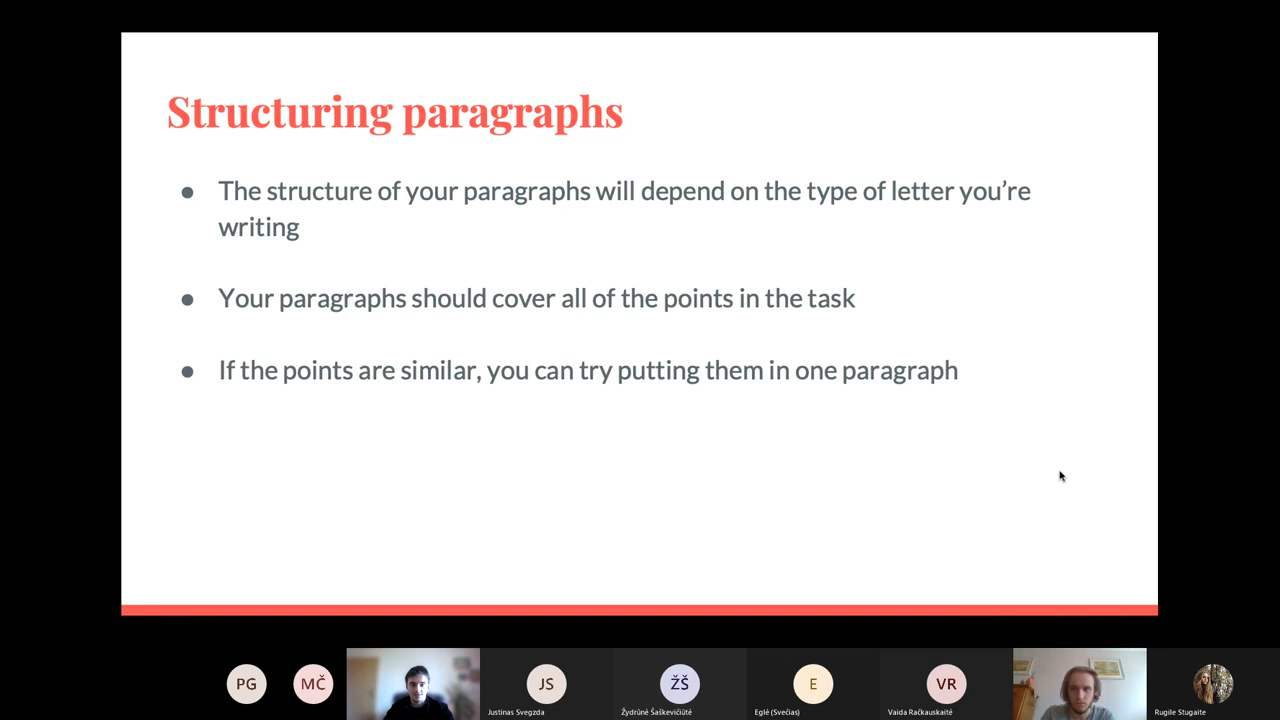 Structuring paragraphs
● The structure of your paragraphs will depend on the type of letter you’re
writing
● Your paragraphs should cover all of the points in the task
● If the points are similar, you can try putting them in one paragraph
PG
MČ
JS
ŽŠ
E
VR
Justinas Svegzda
Žydrūnė Šaškevičiūtė
Eglė (Svečias)
Vaida Račkauskaitė
Rugile Stugaite